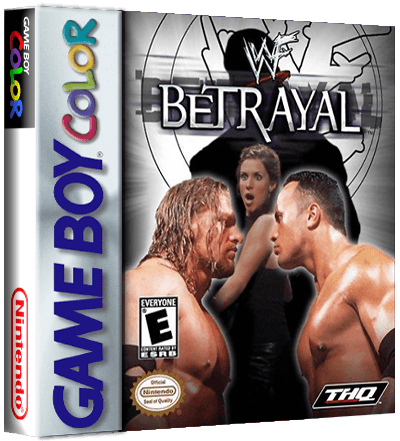 GAME BOY COLOR
Nintendo
GAME BOY COLOR
WF
BETRAYAL
EVERYONE
E
CONTENT RATED BY
ESRB
Official
Nintendo
Seal of Quality
THQ